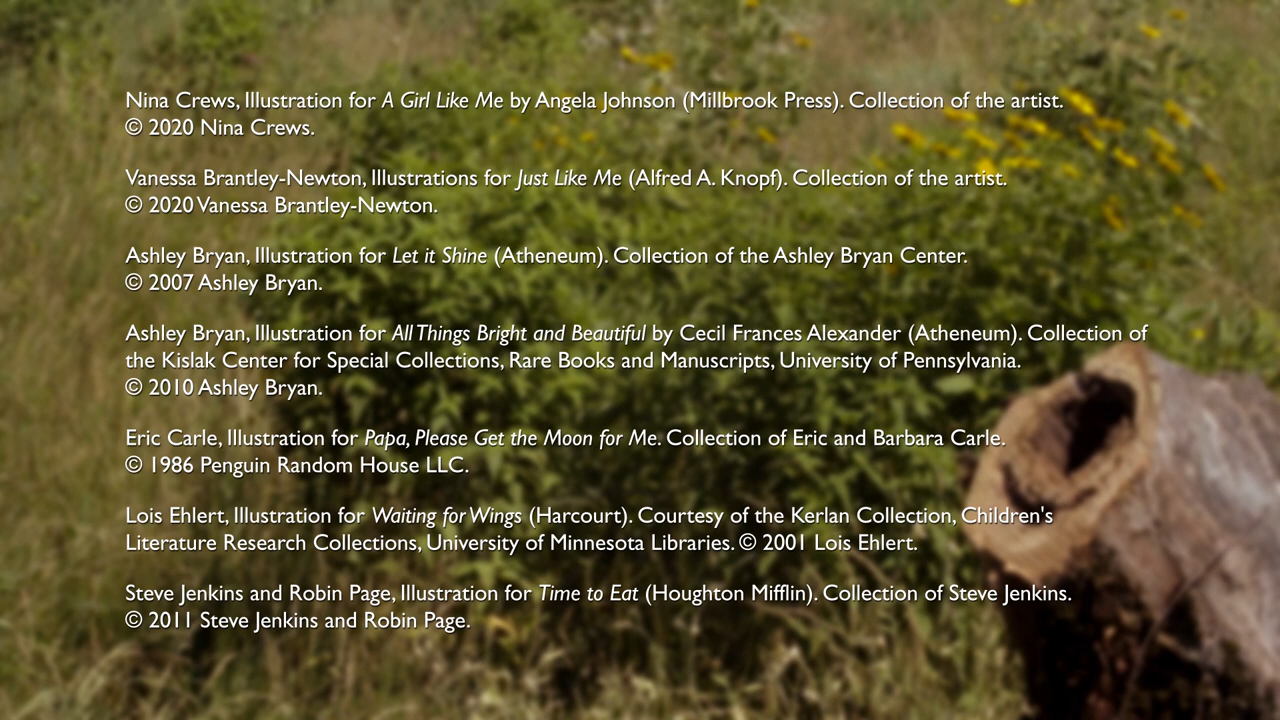 Nina Crews, Illustration for A Girl Like Me by Angela Johnson (Millbrook Press). Collection of the artist.
© 2020 Nina Crews.
Vanessa Brantley-Newton, Illustrations for Just Like Me (Alfred A. Knopf). Collection of the artist.
© 2020 Vanessa Brantley-Newton.
Ashley Bryan, Illustration for Let it Shine (Atheneum). Collection of the Ashley Bryan Center.
© 2007 Ashley Bryan.
Ashley Bryan, Illustration for All Things Bright and Beautiful by Cecil Frances Alexander (Atheneum). Collection of
the Kislak Center for Special Collections, Rare Books and Manuscripts, University of Pennsylvania.
© 2010 Ashley Bryan.
Eric Carle, Illustration for Papa, Please Get the Moon for Me. Collection of Eric and Barbara Carle.
© 1986 Penguin Random House LLC.
Lois Ehlert, Illustration for Waiting for Wings (Harcourt). Courtesy of the Kerlan Collection, Children's
Literature Research Collections, University of Minnesota Libraries. © 2001 Lois Ehlert.
Steve Jenkins and Robin Page, Illustration for Time to Eat (Houghton Mifflin). Collection of Steve Jenkins.
© 2011 Steve Jenkins and Robin Page.